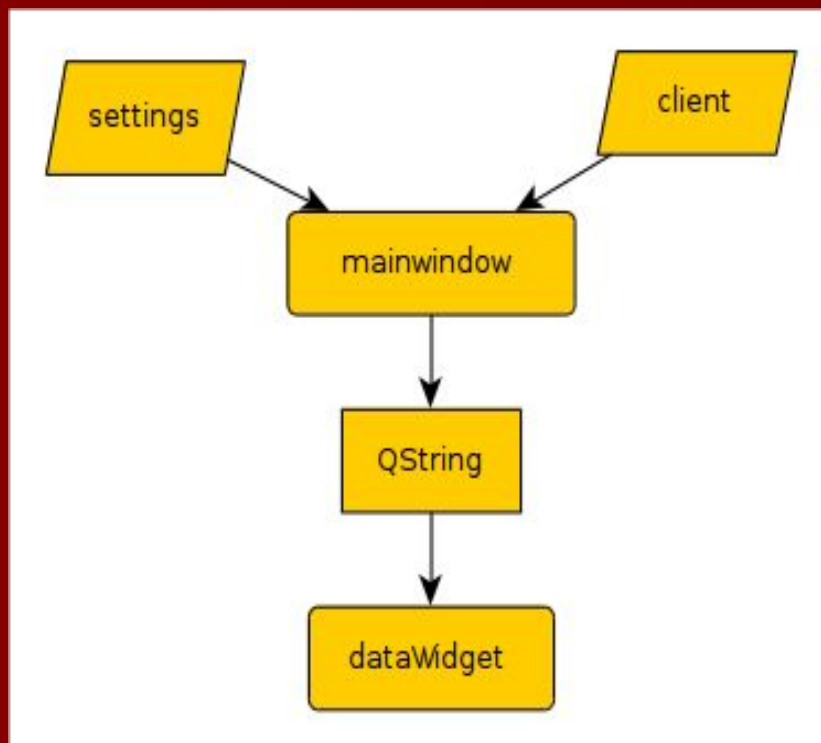 settings
client
mainwindow
QString
dataWidget